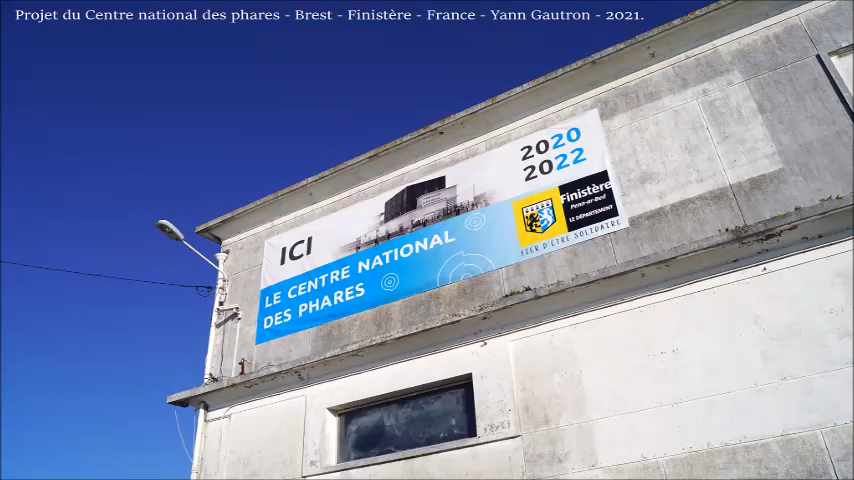 Projet du Centre national des phares - Brest - Finistère - France - Yann Gautron - 2021.
2020
2022
ICI
LE CENTRE NATIONAL
DES PHARES
Finistère
Penn-ar-Bed
LE DÉPARTEMENT
FIER D'ÊTRE SOLIDAIRE